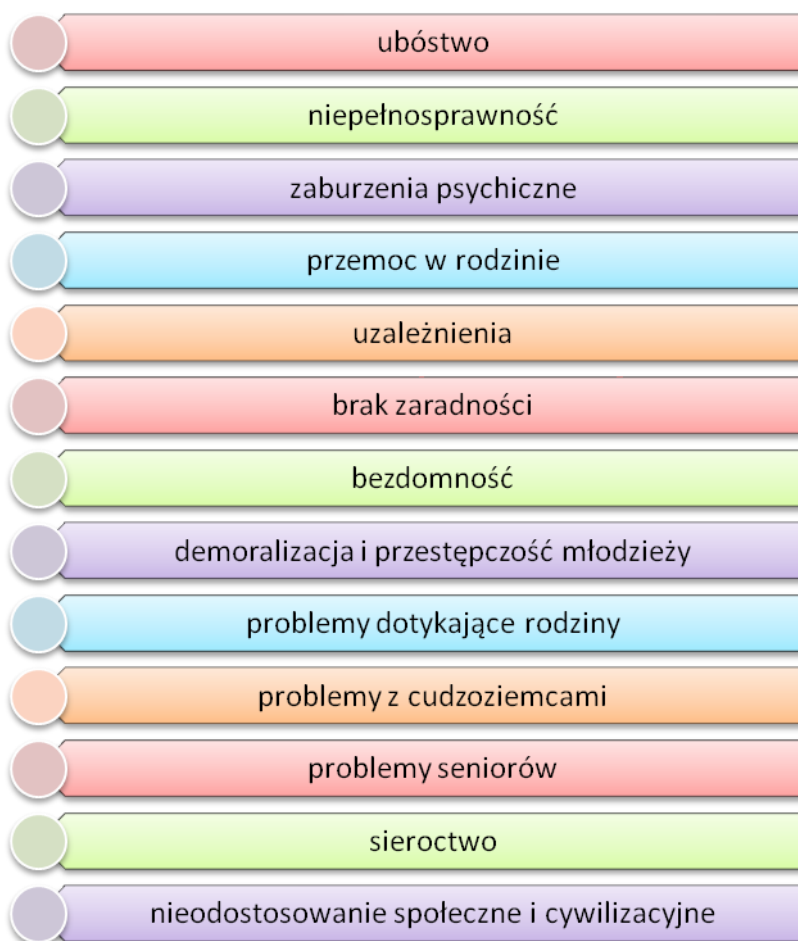 ubóstwo
niepełnosprawność
zaburzenia psychiczne
przemoc w rodzinie
uzależnienia
brak zaradności
bezdomność
demoralizacja i przestępczość młodzieży
problemy dotykające rodziny
problemy z cudzoziemcami
problemy seniorów
sieroctwo
nieodostosowanie społeczne i cywilizacyjne